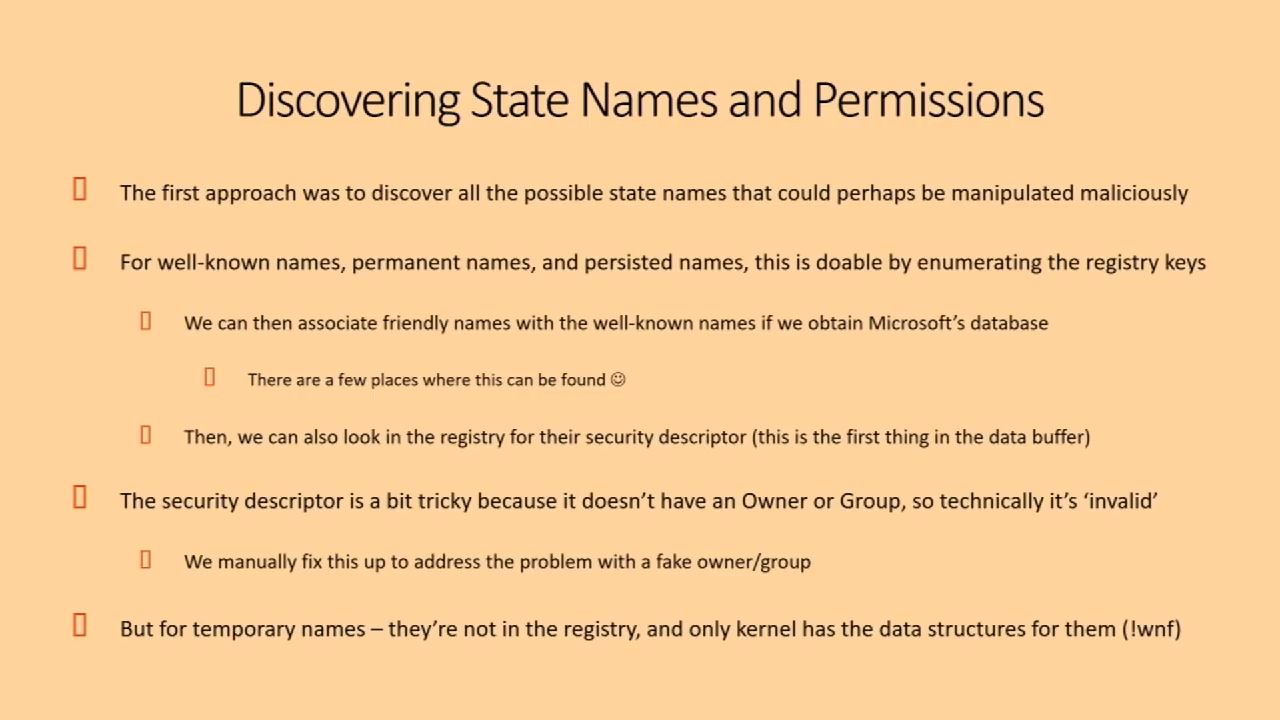 Discovering State Names and Permissions
The first approach was to discover all the possible state names that could perhaps be manipulated maliciously
For well-known names, permanent names, and persisted names, this is doable by enumerating the registry keys
We can then associate friendly names with the well-known names if we obtain Microsoft’s database
There are a few places where this can be found ☺
Then, we can also look in the registry for their security descriptor (this is the first thing in the data buffer)
The security descriptor is a bit tricky because it doesn’t have an Owner or Group, so technically it’s ‘invalid’
We manually fix this up to address the problem with a fake owner/group
But for temporary names – they’re not in the registry, and only kernel has the data structures for them (!wnf)